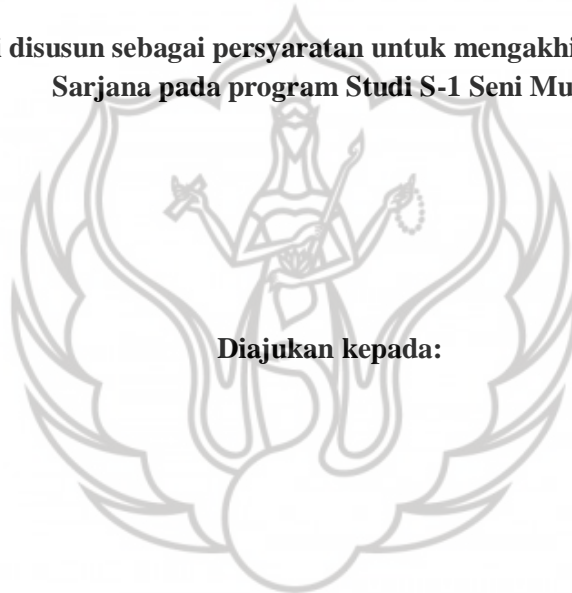 i disusun sebagai persyaratan untuk mengakhi
Sarjana pada program Studi S-1 Seni Mu
Diajukan kepada: